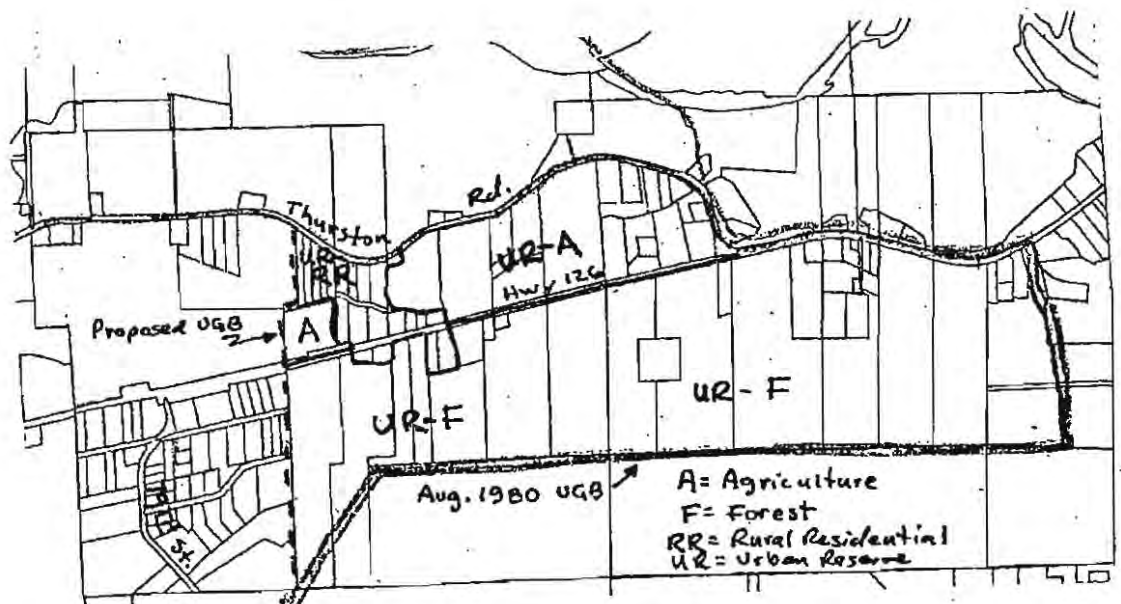 Thurston
Rd.
UR-
RR
UR-A
Hwy 126
Proposed UGB
A
UR-F
UR-F
Aug. 1980 UGB
A= Agriculture
F= Forest
RR= Rural Residential
UR= Urban Reserve
St.